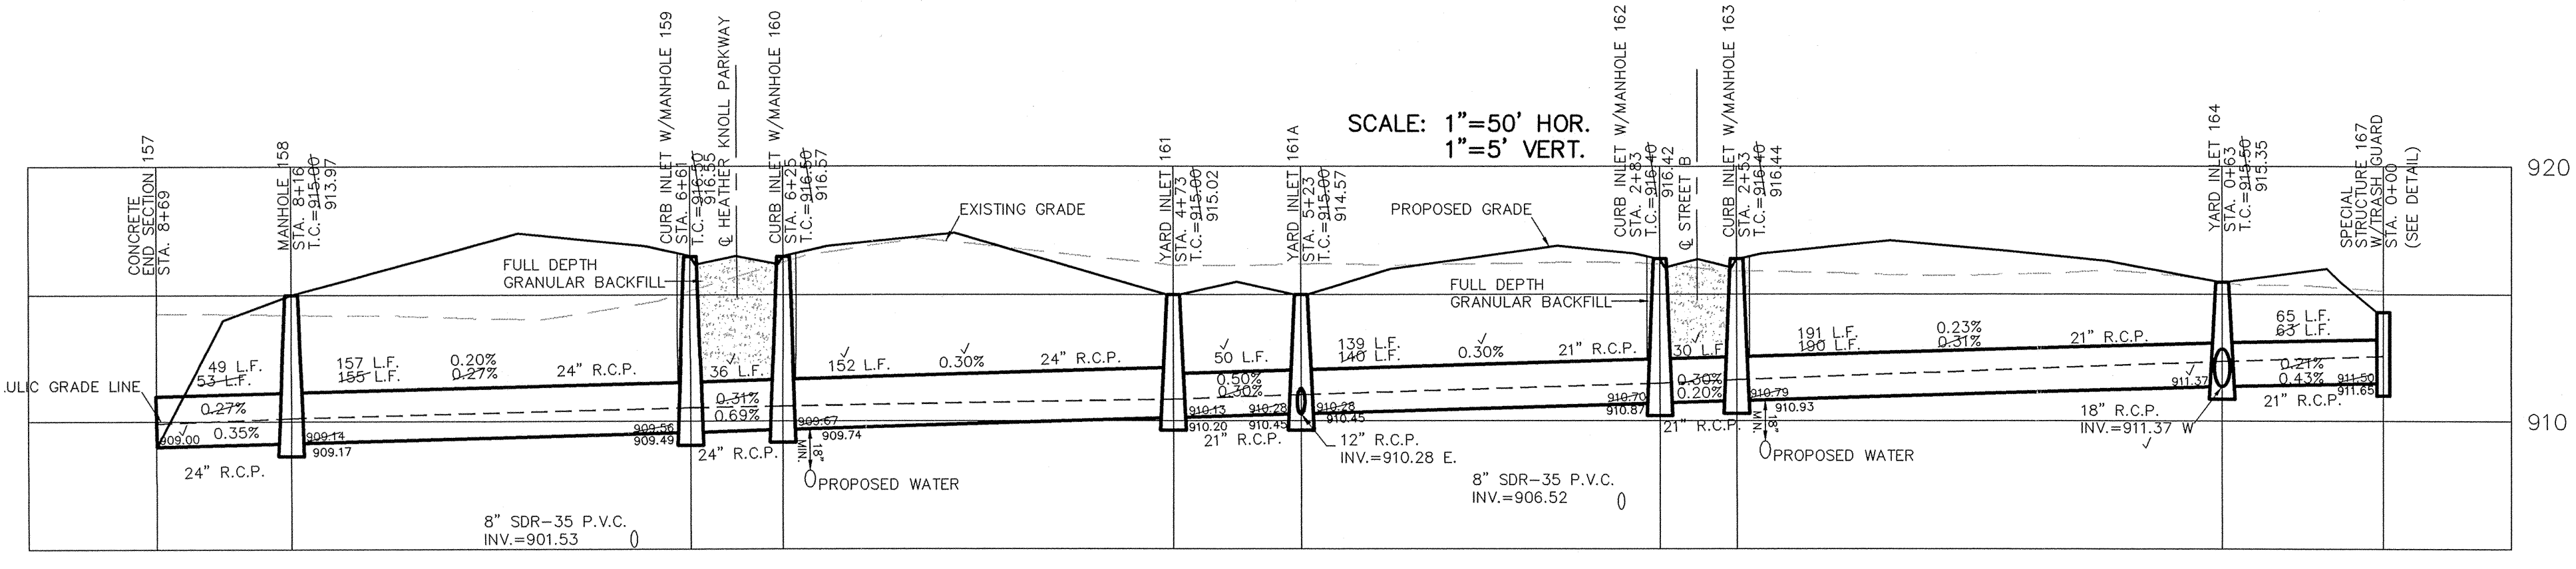 SCALE: 1"=50' HOR.
1"=5' VERT.
CONCRETE
END SECTION 157
STA. 8+69
MANHOLE 158
STA. 8+16
T.C.=915.00
913.97
CURB INLET W/MANHOLE 159
STA. 6+61
T.C.=916.50
916.55
℄ HEATHER KNOLL PARKWAY
CURB INLET W/MANHOLE 160
STA. 6+25
T.C.=916.50
916.57
YARD INLET 161
STA. 4+73
T.C.=915.00
915.02
YARD INLET 161A
STA. 5+23
T.C.=915.00
914.57
CURB INLET W/MANHOLE 162
STA. 2+83
T.C.=916.40
916.42
℄ STREET B
CURB INLET W/MANHOLE 163
STA. 2+53
T.C.=916.40
916.44
YARD INLET 164
STA. 0+63
T.C.=915.50
915.35
SPECIAL
STRUCTURE 167
W/TRASH GUARD
STA. 0+00
(SEE DETAIL)
920
EXISTING GRADE
PROPOSED GRADE
FULL DEPTH
GRANULAR BACKFILL
FULL DEPTH
GRANULAR BACKFILL
49 L.F.
53 L.F.
157 L.F.
155 L.F.
0.20%
0.27%
24" R.C.P.
36 L.F.
152 L.F.
0.30%
24" R.C.P.
50 L.F.
139 L.F.
140 L.F.
0.30%
21" R.C.P.
30 L.F.
191 L.F.
190 L.F.
0.23%
0.31%
21" R.C.P.
65 L.F.
63 L.F.
ULIC GRADE LINE
0.27%
0.35%
0.31%
0.69%
0.50%
0.30%
0.30%
0.20%
0.21%
0.43%
909.00
909.14
909.17
909.56
909.49
909.67
909.74
910.13
910.20
910.28
910.45
910.28
910.45
910.70
910.87
910.79
910.93
911.37
911.50
911.65
910
24" R.C.P.
24" R.C.P.
18"
MIN.
PROPOSED WATER
21" R.C.P.
12" R.C.P.
INV.=910.28 E.
21" R.C.P.
18"
MIN.
PROPOSED WATER
18" R.C.P.
INV.=911.37 W
21" R.C.P.
8" SDR-35 P.V.C.
INV.=901.53
8" SDR-35 P.V.C.
INV.=906.52